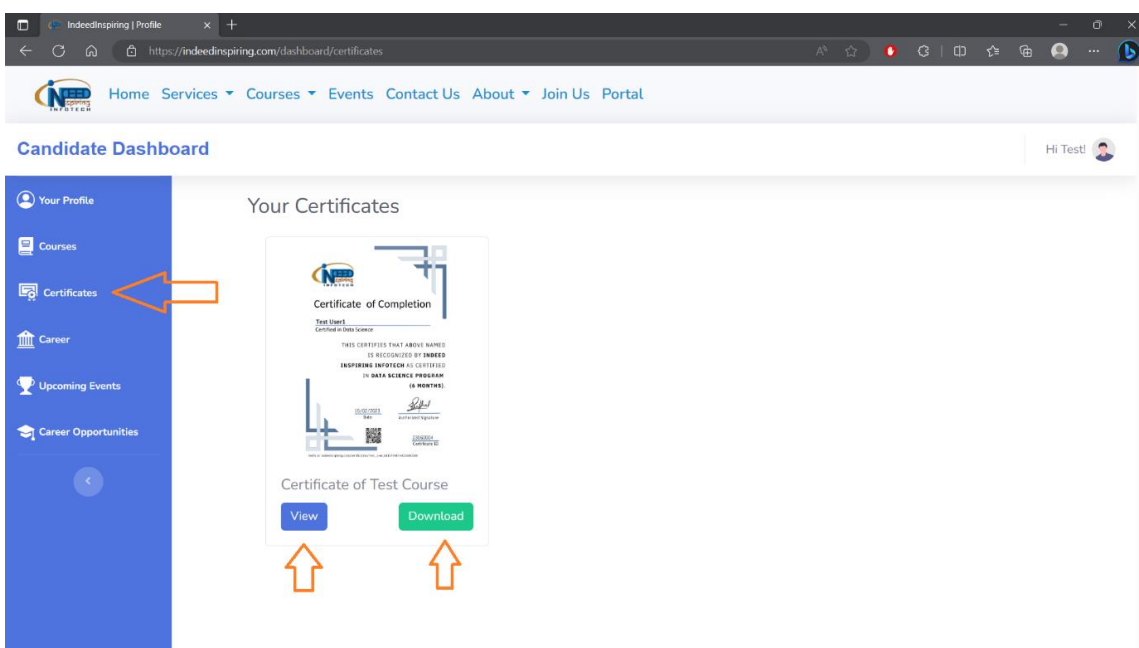 IndeedInspiring | Profile
https://indeedinspiring.com/dashboard/certificates
INDEED
Inspiring
INFOTECH
Home Services Courses Events Contact Us About Join Us Portal
Candidate Dashboard
Hi Test!
Your Profile
Courses
Certificates
Career
Upcoming Events
Career Opportunities
Your Certificates
Certificate of Completion
Test User1
Certified in Data Science
THIS CERTIFIES THAT ABOVE NAMED
IS RECOGNIZED BY INDEED
INSPIRING INFOTECH AS CERTIFIED
IN DATA SCIENCE PROGRAM
(6 MONTHS)
Date
Authorized Signature
Certificate ID
Certificate of Test Course
View
Download